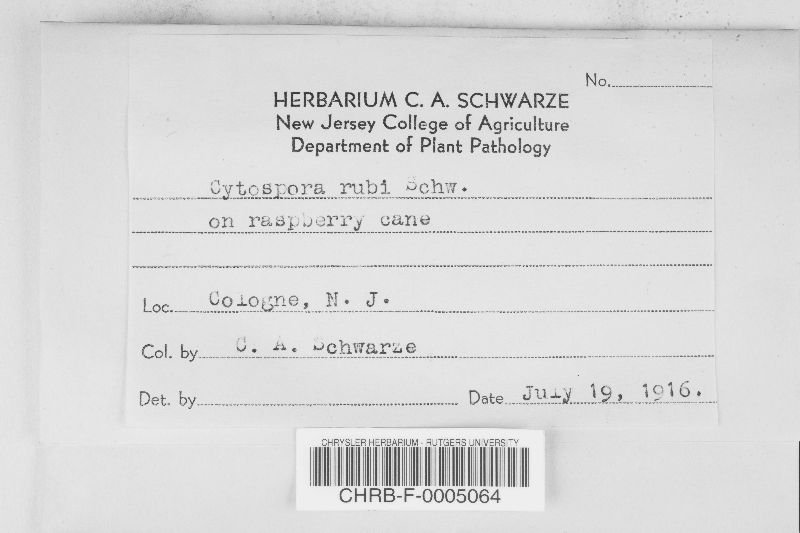 No.
HERBARIUM C. A. SCHWARZE
New Jersey College of Agriculture
Department of Plant Pathology
Cytospora rubi Schw.
on raspberry cane
Loc. Cologne, N. J.
Col. by C. A. Schwarze
Det. by Date July 19, 1916.
CHRYSLER HERBARIUM - RUTGERS UNIVERSITY
CHRB-F-0005064